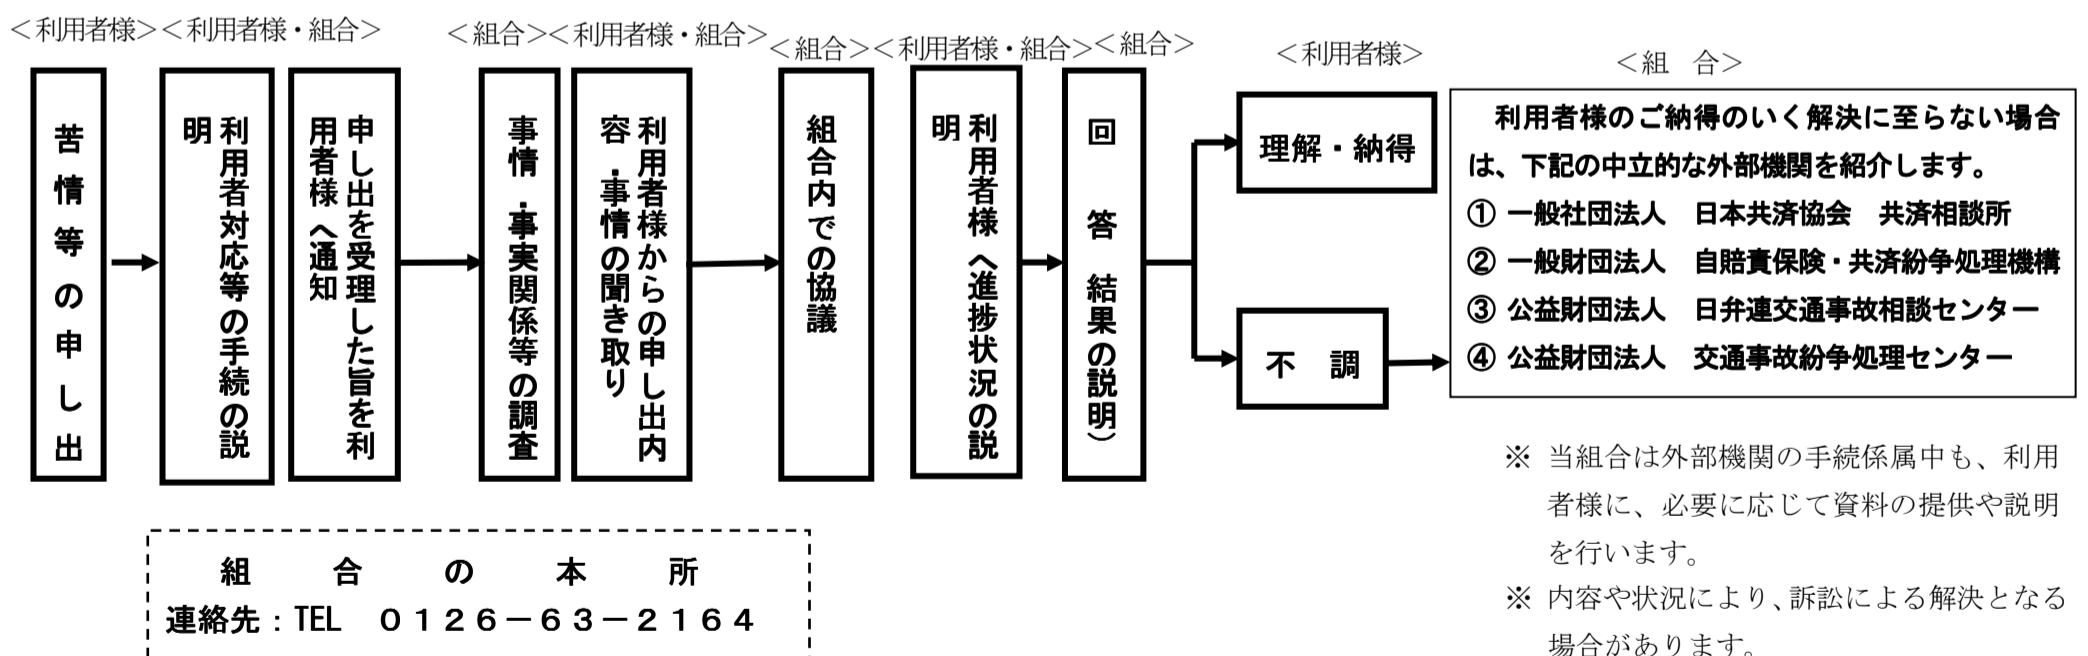 ＜利用者様＞
＜利用者様・組合＞
＜組合＞
＜利用者様・組合＞
＜組合＞
＜利用者様・組合＞
＜組合＞
＜利用者様＞
＜組　合＞
苦情等の申し出
利用者対応等の手続の説
明
申し出を受理した旨を利
用者様へ通知
事情・事実関係等の調査
利用者様からの申し出内
容・事情の聞き取り
組合内での協議
利用者様へ進捗状況の説
明
回　答　結果の説明）
理解・納得
不　調
利用者様のご納得のいく解決に至らない場合
は、下記の中立的な外部機関を紹介します。
① 一般社団法人　日本共済協会　共済相談所
② 一般財団法人　自賠責保険・共済紛争処理機構
③ 公益財団法人　日弁連交通事故相談センター
④ 公益財団法人　交通事故紛争処理センター
※ 当組合は外部機関の手続係属中も、利用
者様に、必要に応じて資料の提供や説明
を行います。
※ 内容や状況により、訴訟による解決となる
場合があります。
組　合　の　本　所
連絡先：TEL　０１２６－６３－２１６４